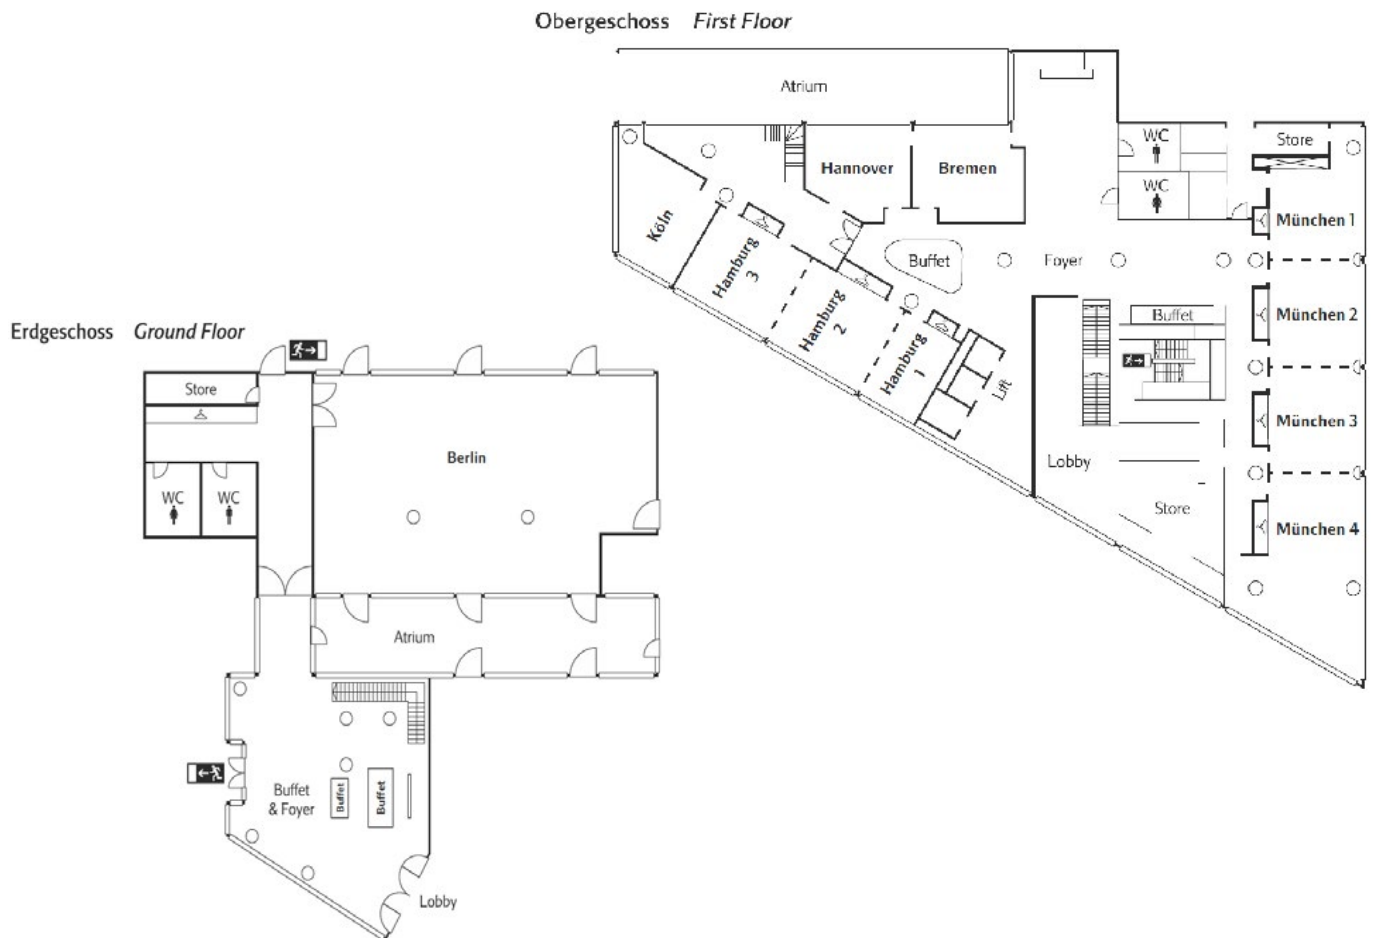 Obergeschoss First Floor
Atrium
WC
Store
Hannover
Bremen
WC
Köln
München 1
Hamburg
3
Buffet
Foyer
Hamburg
2
Buffet
München 2
Hamburg
1
Lift
München 3
Lobby
Store
München 4
Erdgeschoss Ground Floor
Store
Berlin
WC
WC
Atrium
Buffet
& Foyer
Buffet
Buffet
Lobby